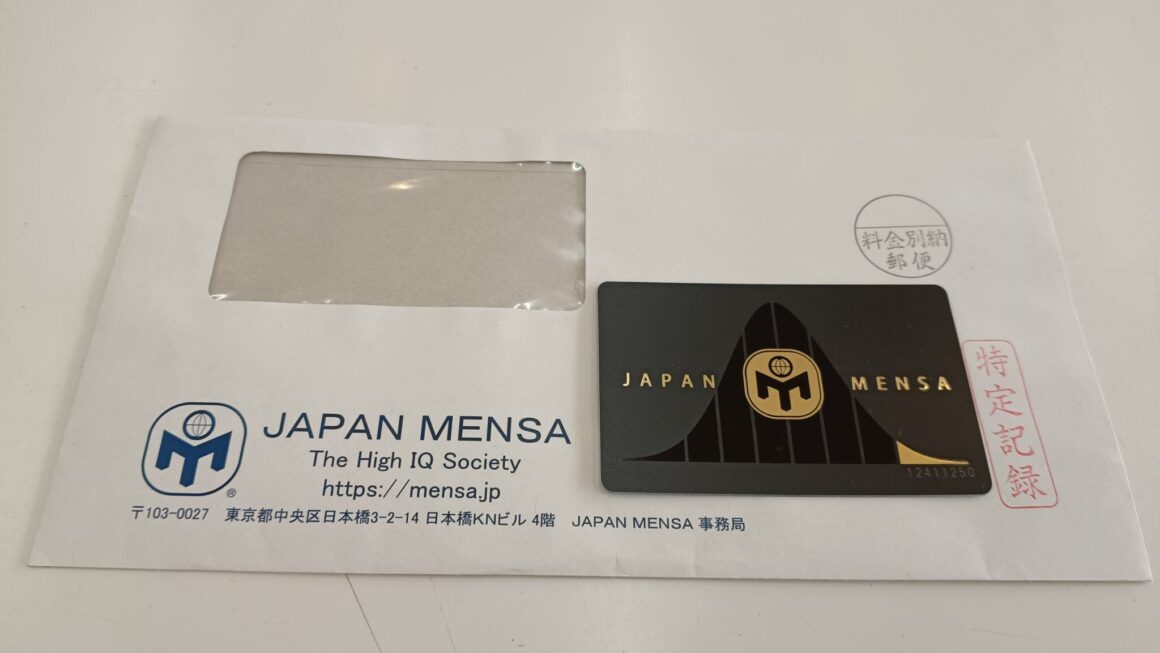 料金別納
郵便
JAPAN MENSA
12411250
特定記録
JAPAN MENSA
The High IQ Society
https://mensa.jp
〒103-0027 東京都中央区日本橋3-2-14 日本橋KNビル 4階 JAPAN MENSA 事務局
®